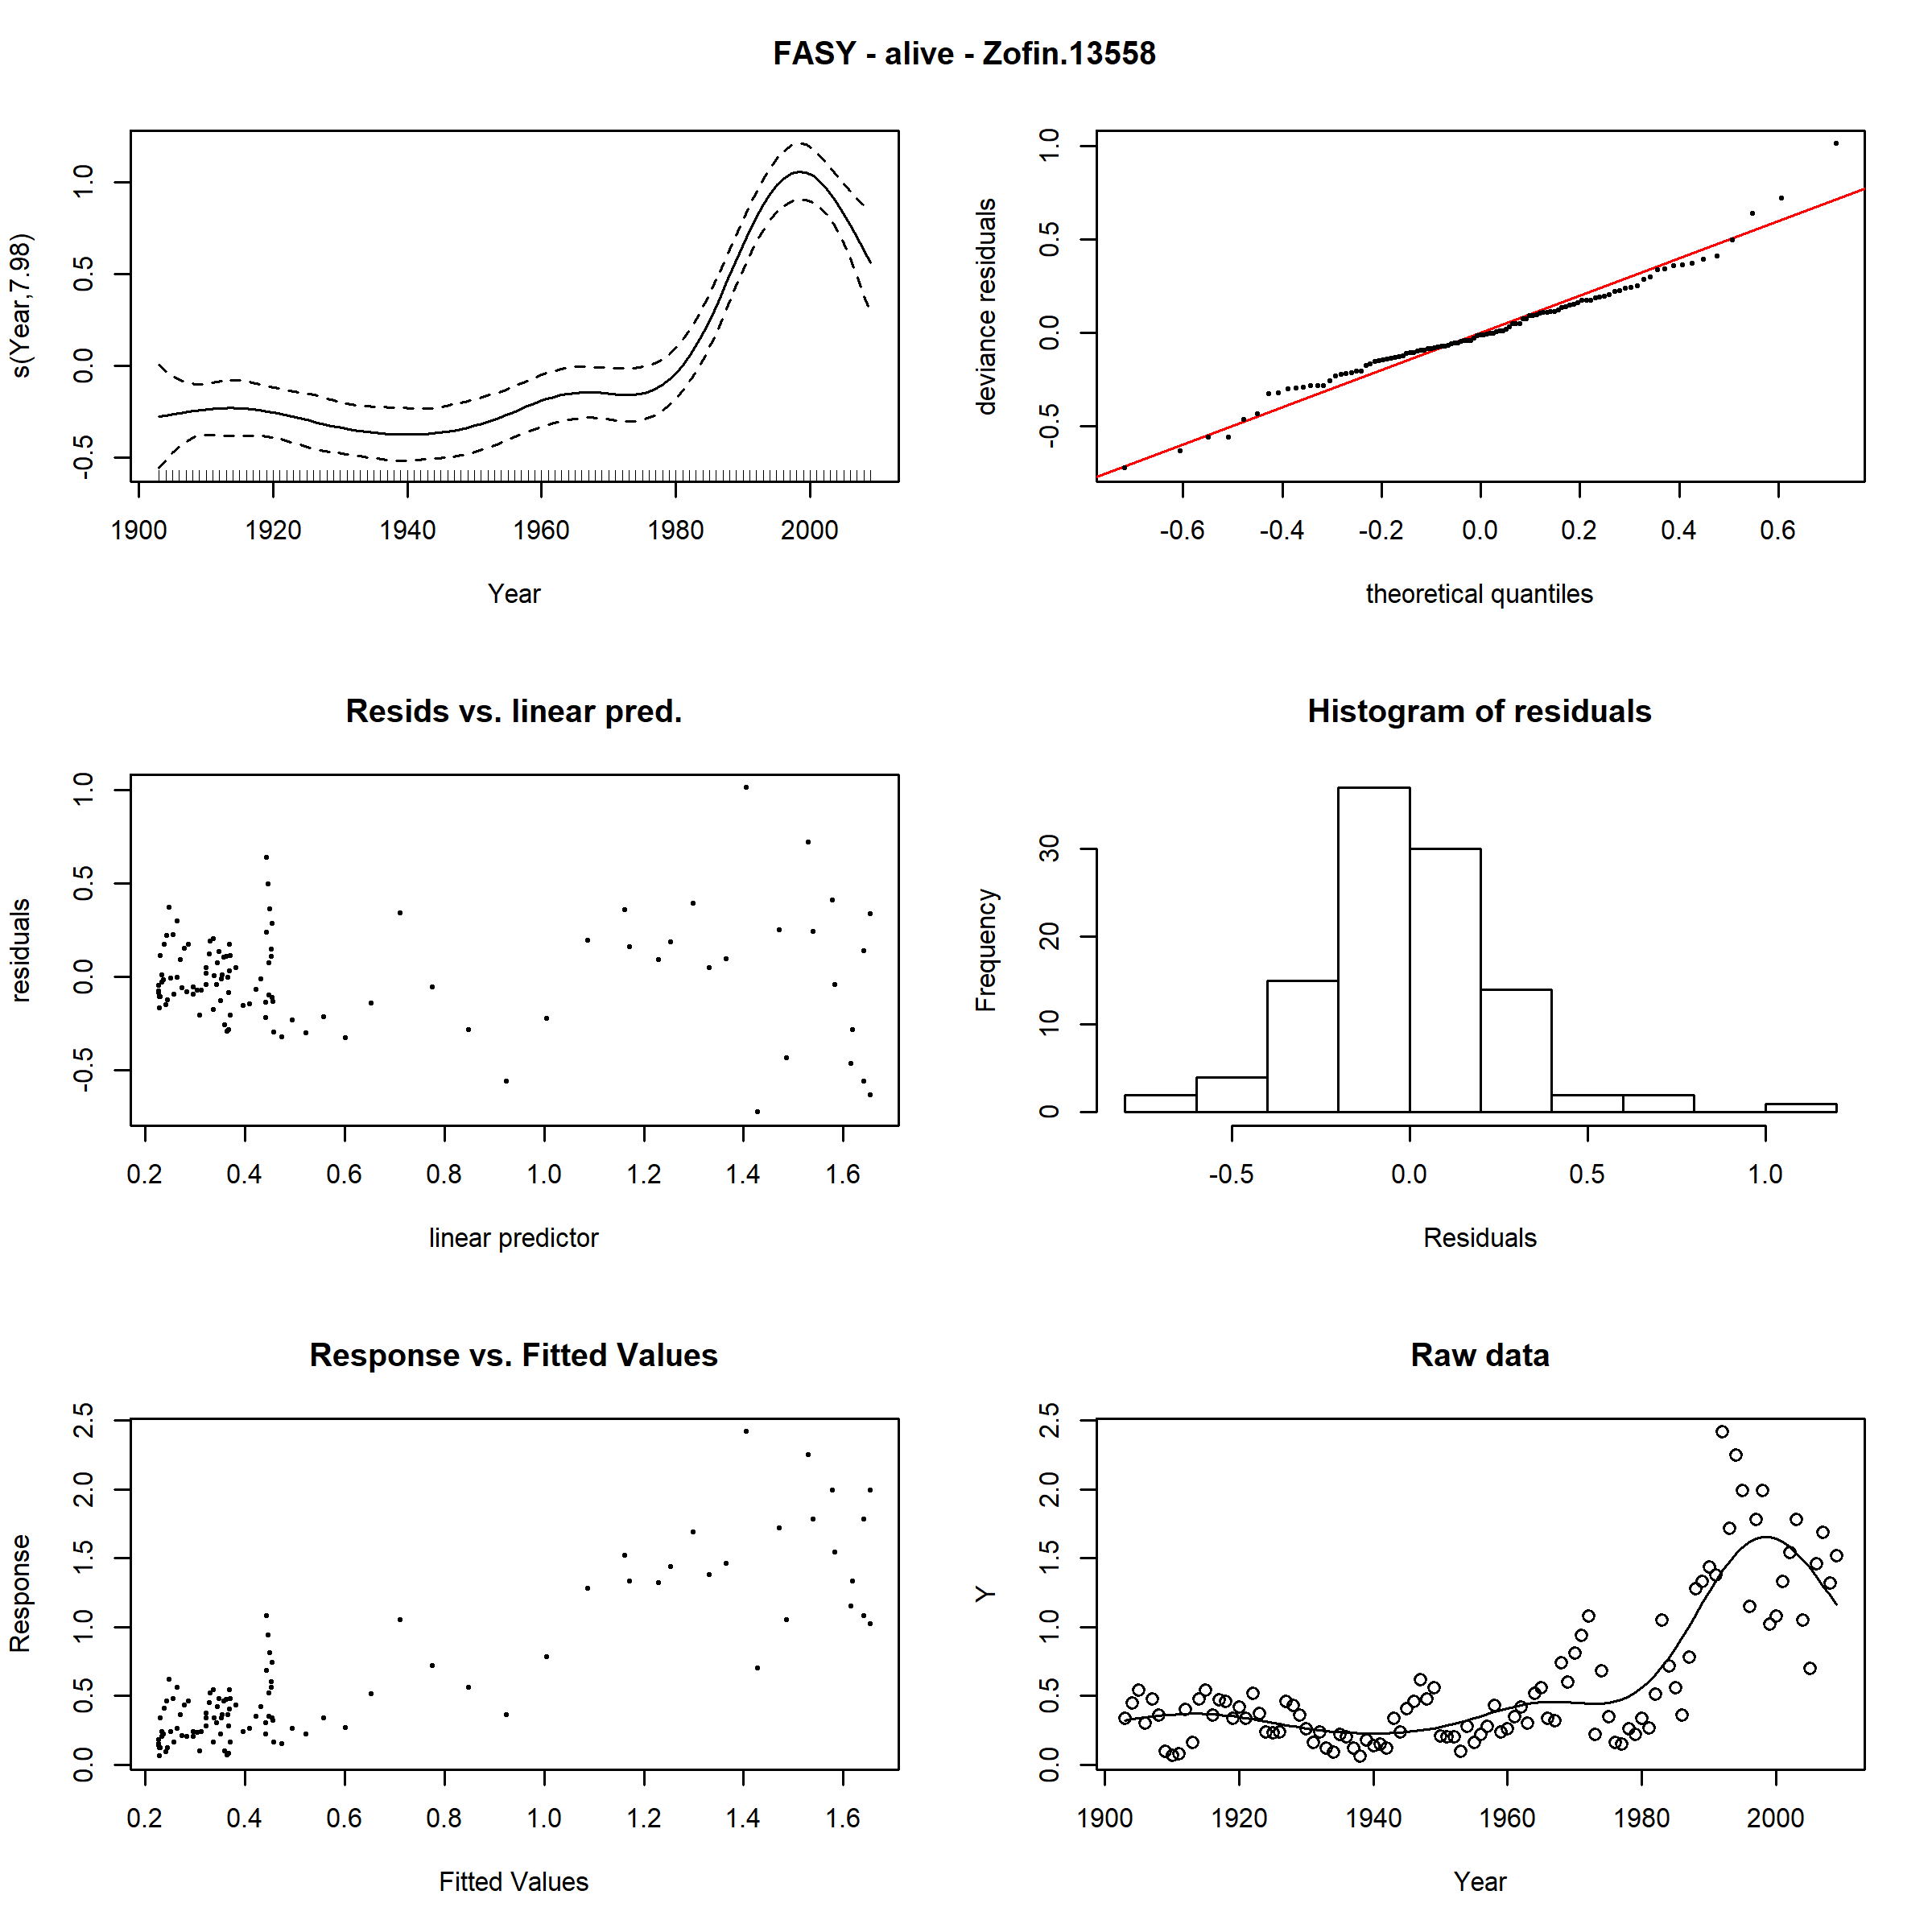 FASY - alive - Zofin.13558
s(Year,7.98)
-0.5 0.0 0.5 1.0
1900 1920 1940 1960 1980 2000
Year
deviance residuals
-0.5 0.0 0.5 1.0
-0.6 -0.4 -0.2 0.0 0.2 0.4 0.6
theoretical quantiles
Resids vs. linear pred.
residuals
-0.5 0.0 0.5 1.0
0.2 0.4 0.6 0.8 1.0 1.2 1.4 1.6
linear predictor
Histogram of residuals
Frequency
0 10 20 30
-0.5 0.0 0.5 1.0
Residuals
Response vs. Fitted Values
Response
0.0 0.5 1.0 1.5 2.0 2.5
0.2 0.4 0.6 0.8 1.0 1.2 1.4 1.6
Fitted Values
Raw data
Y
0.0 0.5 1.0 1.5 2.0 2.5
1900 1920 1940 1960 1980 2000
Year